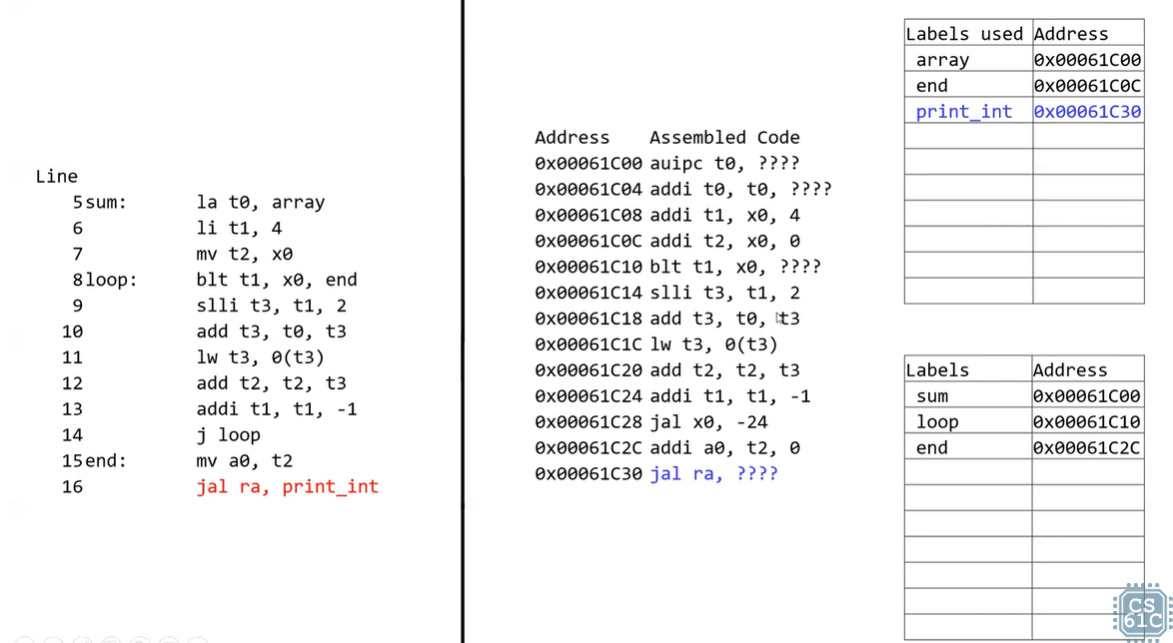 Line
5 sum: la t0, array
6 li t1, 4
7 mv t2, x0
8 loop: blt t1, x0, end
9 slli t3, t1, 2
10 add t3, t0, t3
11 lw t3, 0(t3)
12 add t2, t2, t3
13 addi t1, t1, -1
14 j loop
15 end: mv a0, t2
16 jal ra, print_int
Address Assembled Code
0x00061C00 auipc t0, ????
0x00061C04 addi t0, t0, ????
0x00061C08 addi t1, x0, 4
0x00061C0C addi t2, x0, 0
0x00061C10 blt t1, x0, ????
0x00061C14 slli t3, t1, 2
0x00061C18 add t3, t0, t3
0x00061C1C lw t3, 0(t3)
0x00061C20 add t2, t2, t3
0x00061C24 addi t1, t1, -1
0x00061C28 jal x0, -24
0x00061C2C addi a0, t2, 0
0x00061C30 jal ra, ????
Labels used Address
array 0x00061C00
end 0x00061C0C
print_int 0x00061C30
Labels Address
sum 0x00061C00
loop 0x00061C10
end 0x00061C2C
CS
61C